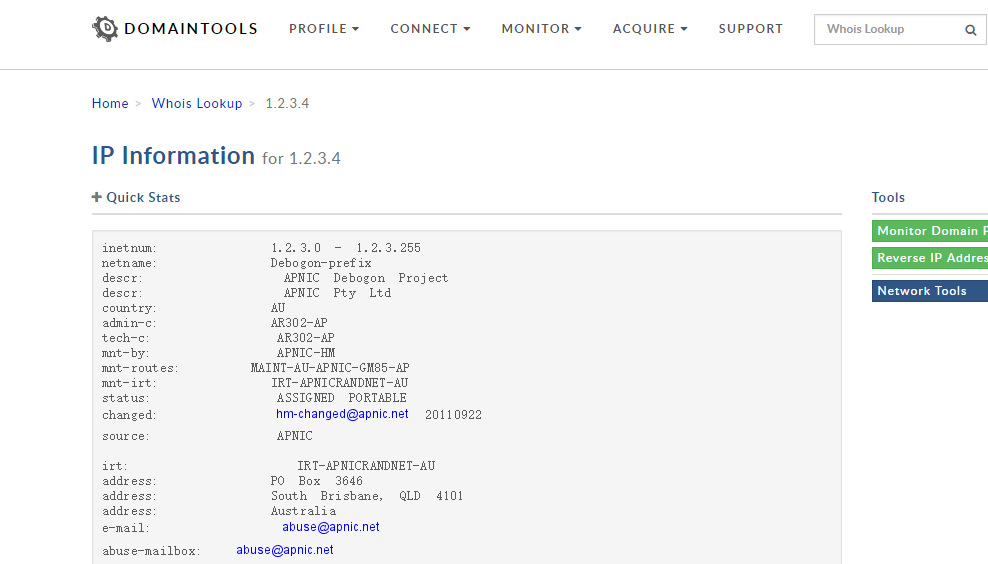 DOMAINTOOLS PROFILE CONNECT MONITOR ACQUIRE SUPPORT Whois Lookup
Home > Whois Lookup > 1.2.3.4
IP Information for 1.2.3.4
Quick Stats
Tools
Monitor Domain P
Reverse IP Addres
Network Tools
inetnum: 1.2.3.0 - 1.2.3.255
netname: Debogon-prefix
descr: APNIC Debogon Project
descr: APNIC Pty Ltd
country: AU
admin-c: AR302-AP
tech-c: AR302-AP
mnt-by: APNIC-HM
mnt-routes: MAINT-AU-APNIC-GM85-AP
mnt-irt: IRT-APNICRANDNET-AU
status: ASSIGNED PORTABLE
changed: hm-changed@apnic.net 20110922
source: APNIC
irt: IRT-APNICRANDNET-AU
address: PO Box 3646
address: South Brisbane, QLD 4101
address: Australia
e-mail: abuse@apnic.net
abuse-mailbox: abuse@apnic.net